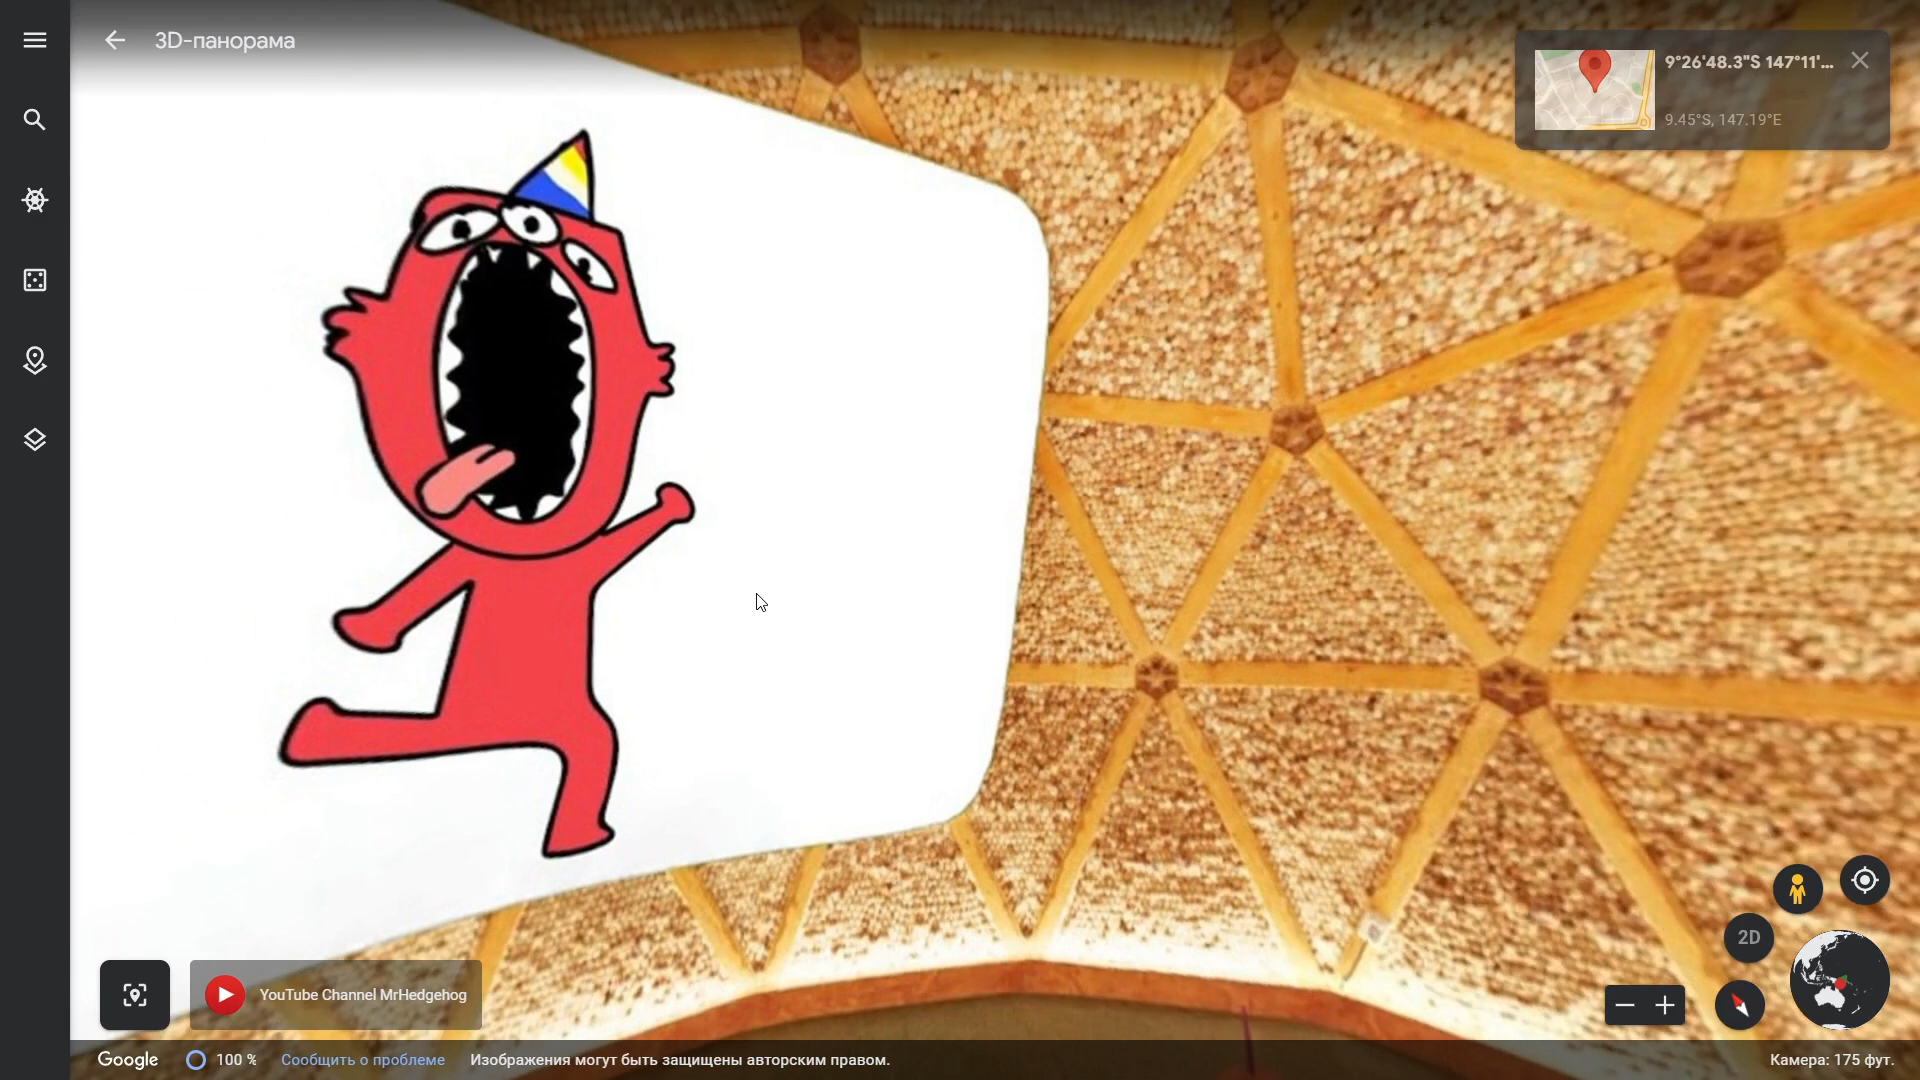 3D-панорама
9°26'48.3"S 147°11'...
9.45°S, 147.19°E
2D
YouTube Channel MrHedgehog
Google 100 % Сообщить о проблеме Изображения могут быть защищены авторским правом. Камера: 175 фут.